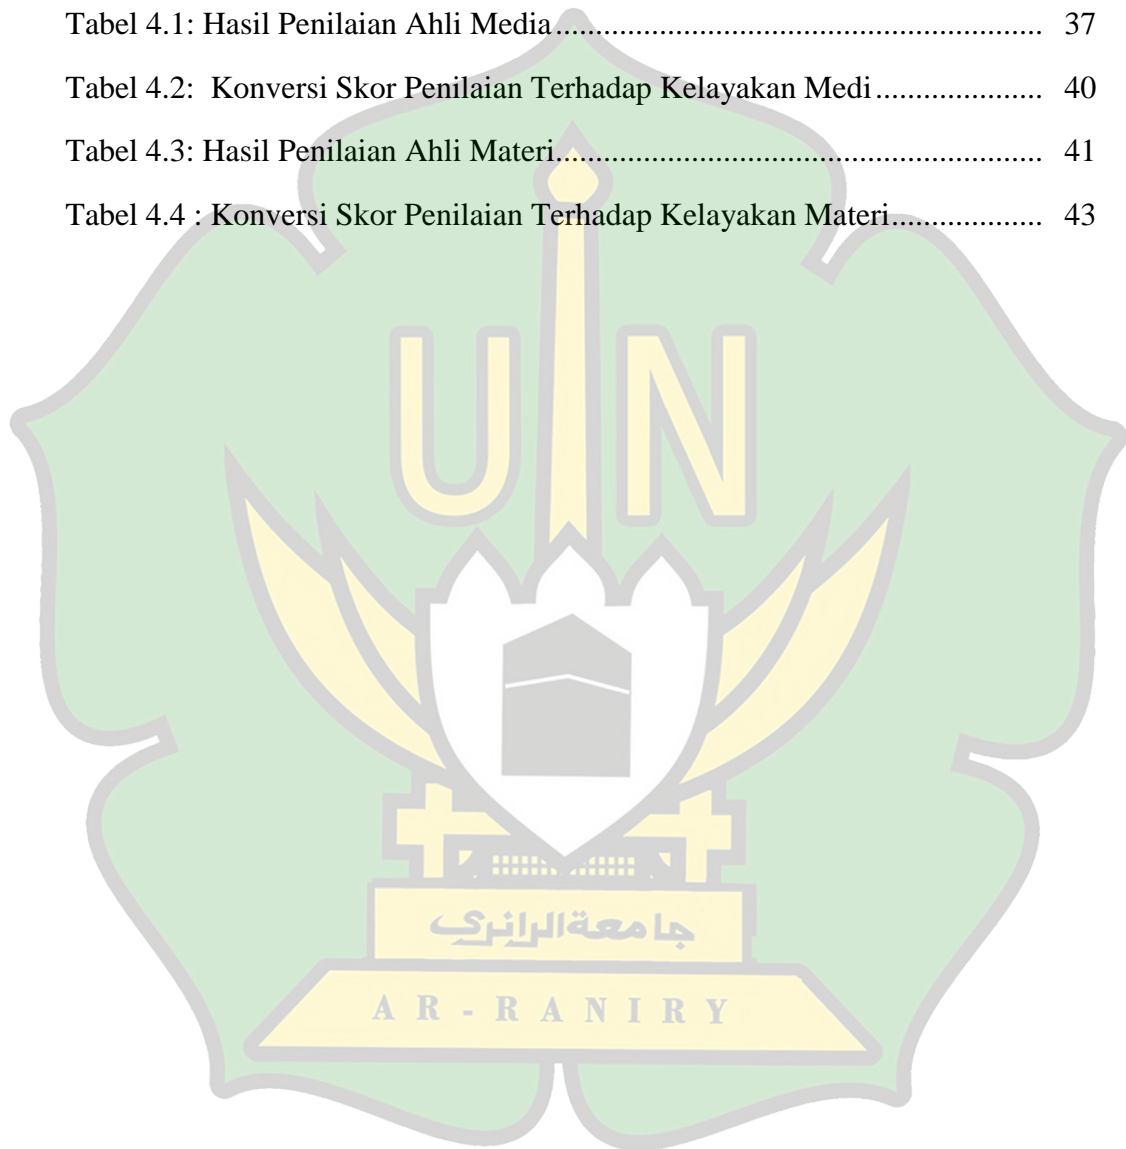 Tabel 4.1: Hasil Penilaian Ahli Media................................................................ 37
Tabel 4.2:  Konversi Skor Penilaian Terhadap Kelayakan Medi..................... 40
Tabel 4.3: Hasil Penilaian Ahli Materi................................................................ 41
Tabel 4.4 : Konversi Skor Penilaian Terhadap Kelayakan Materi................... 43
UIN
جامعة الرانري
AR-RANIRY